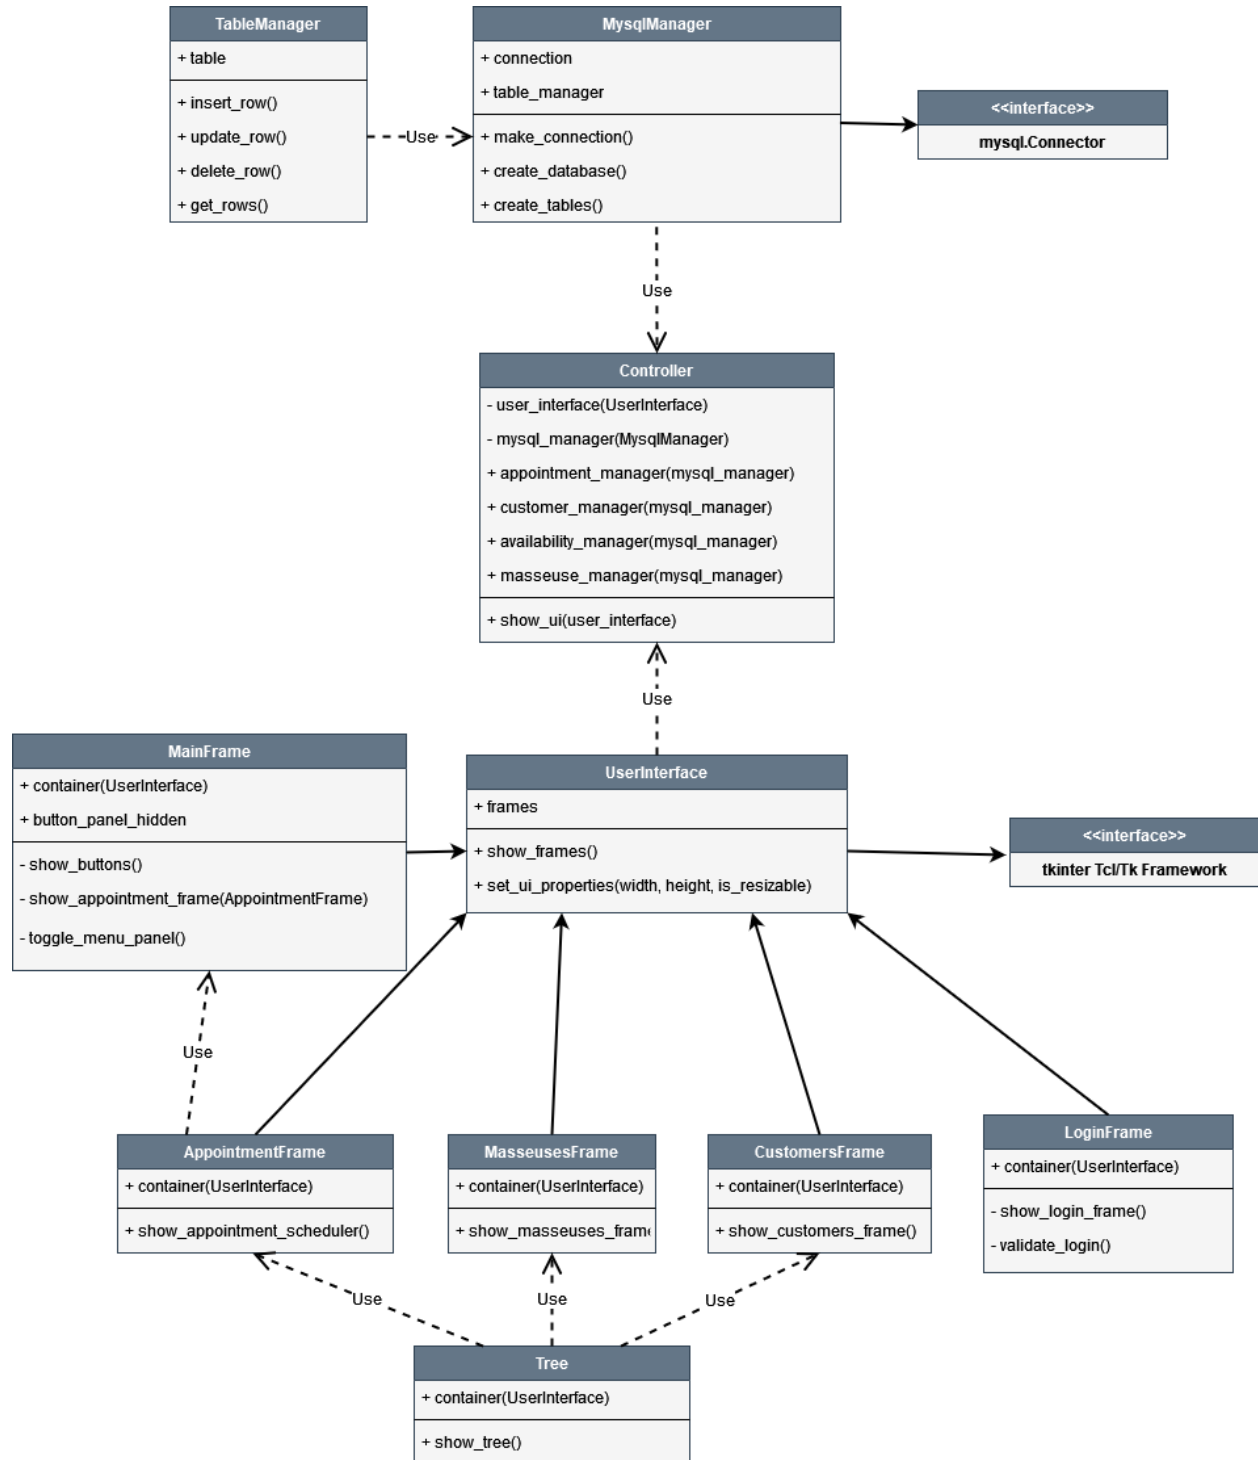 TableManager
+ table
+ insert_row()
+ update_row()
+ delete_row()
+ get_rows()
Use
MysqlManager
+ connection
+ table_manager
+ make_connection()
+ create_database()
+ create_tables()
<<interface>>
mysql.Connector
Use
Controller
- user_interface(UserInterface)
- mysql_manager(MysqlManager)
+ appointment_manager(mysql_manager)
+ customer_manager(mysql_manager)
+ availability_manager(mysql_manager)
+ masseuse_manager(mysql_manager)
+ show_ui(user_interface)
Use
MainFrame
+ container(UserInterface)
+ button_panel_hidden
- show_buttons()
- show_appointment_frame(AppointmentFrame)
- toggle_menu_panel()
UserInterface
+ frames
+ show_frames()
+ set_ui_properties(width, height, is_resizable)
<<interface>>
tkinter Tcl/Tk Framework
Use
AppointmentFrame
+ container(UserInterface)
+ show_appointment_scheduler()
MasseusesFrame
+ container(UserInterface)
+ show_masseuses_frame
CustomersFrame
+ container(UserInterface)
+ show_customers_frame()
LoginFrame
+ container(UserInterface)
- show_login_frame()
- validate_login()
Use
Use
Use
Tree
+ container(UserInterface)
+ show_tree()